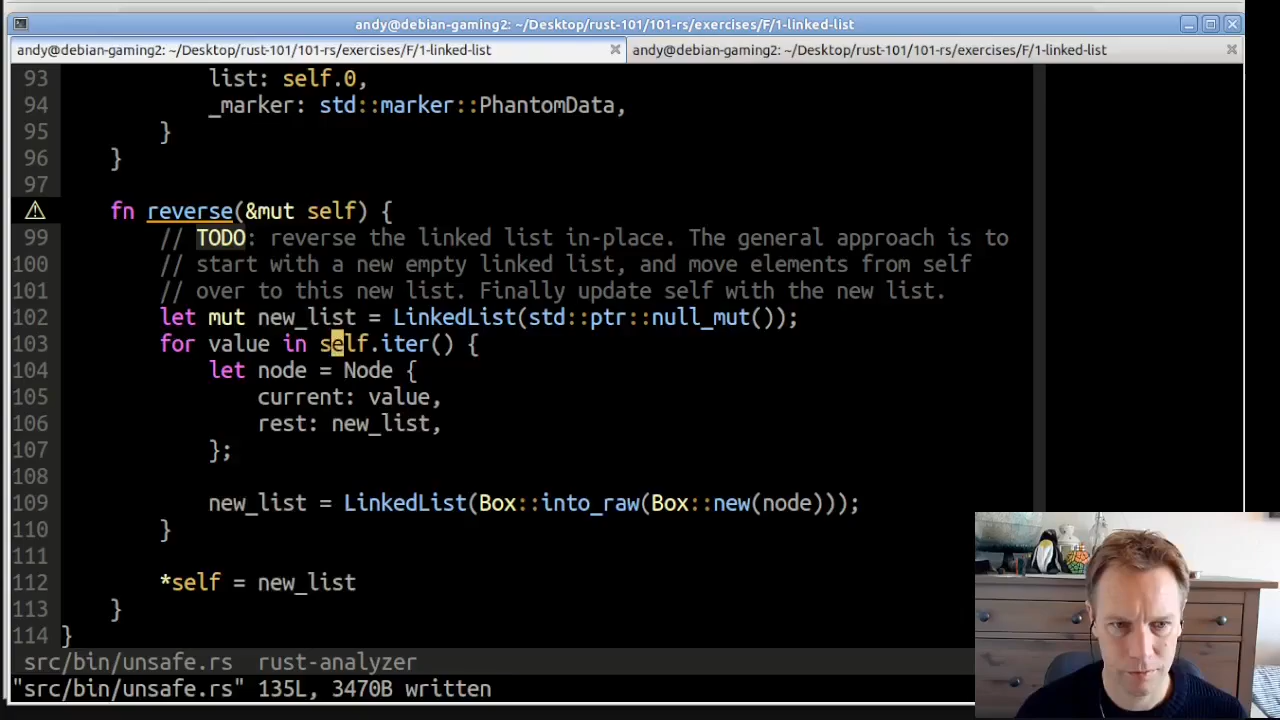 andy@debian-gaming2: ~/Desktop/rust-101/101-rs/exercises/F/1-linked-list
andy@debian-gaming2: ~/Desktop/rust-101/101-rs/exercises/F/1-linked-list
andy@debian-gaming2: ~/Desktop/rust-101/101-rs/exercises/F/1-linked-list
93 list: self.0,
94 _marker: std::marker::PhantomData,
95 }
96 }
97
fn reverse(&mut self) {
99 // TODO: reverse the linked list in-place. The general approach is to
100 // start with a new empty linked list, and move elements from self
101 // over to this new list. Finally update self with the new list.
102 let mut new_list = LinkedList(std::ptr::null_mut());
103 for value in self.iter() {
104 let node = Node {
105 current: value,
106 rest: new_list,
107 };
108
109 new_list = LinkedList(Box::into_raw(Box::new(node)));
110 }
111
112 *self = new_list
113 }
114 }
src/bin/unsafe.rs rust-analyzer
"src/bin/unsafe.rs" 135L, 3470B written